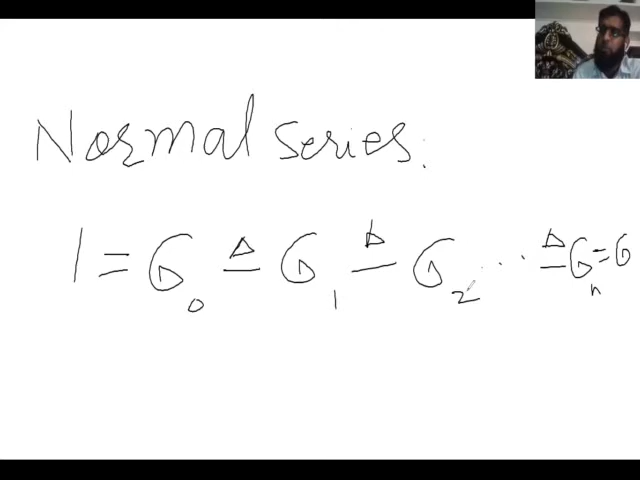 Normal series.
1 = G₀ ⊴ G₁ ⊴ G₂ ... ⊴ Gₙ = G